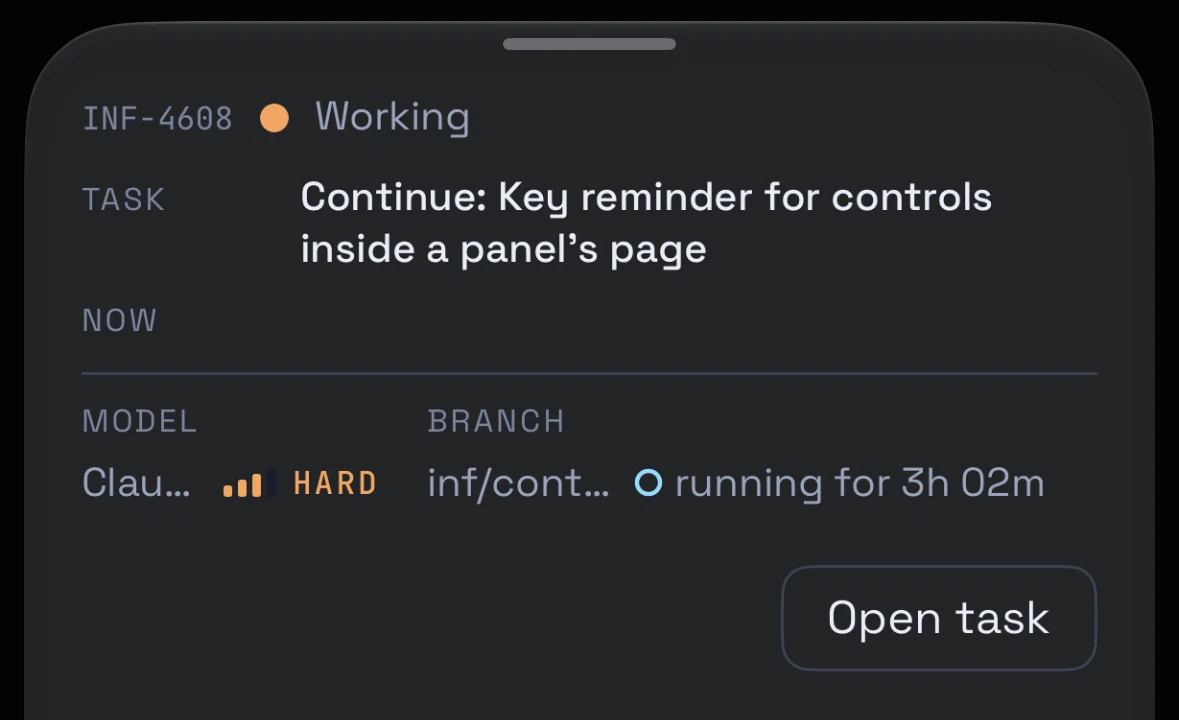 INF-4608 Working
TASK Continue: Key reminder for controls
inside a panel’s page
NOW
MODEL BRANCH
Clau… HARD inf/cont… running for 3h 02m
Open task